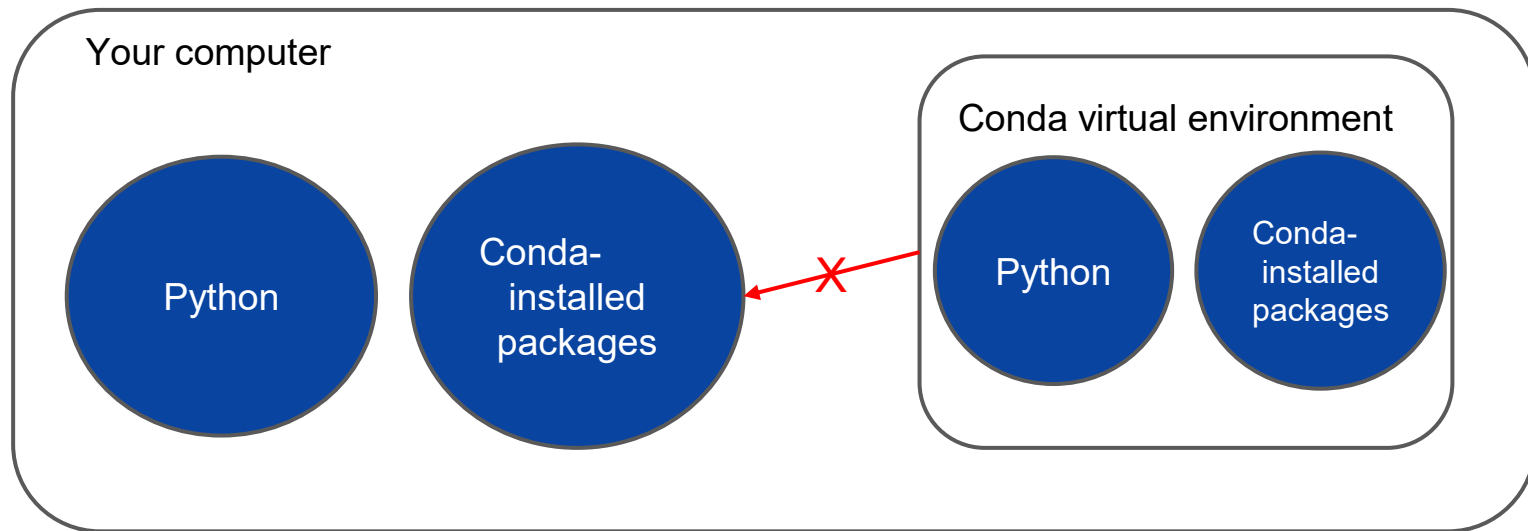 Your computer
Conda virtual environment
Python
Conda-
installed
packages
X
Python
Conda-
installed
packages